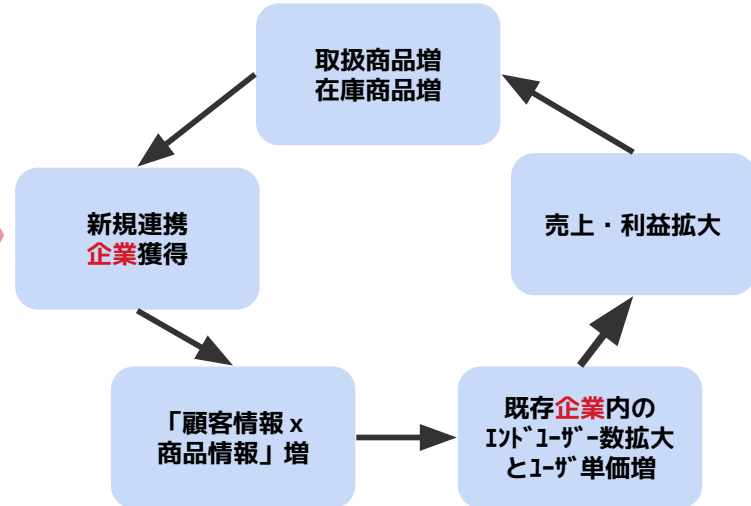 取扱商品増
在庫商品増
新規連携
企業獲得
売上・利益拡大
「顧客情報 x
商品情報」増
既存企業内の
ｴﾝﾄﾞﾕｰｻﾞｰ数拡大
とﾕｰｻﾞ単価増